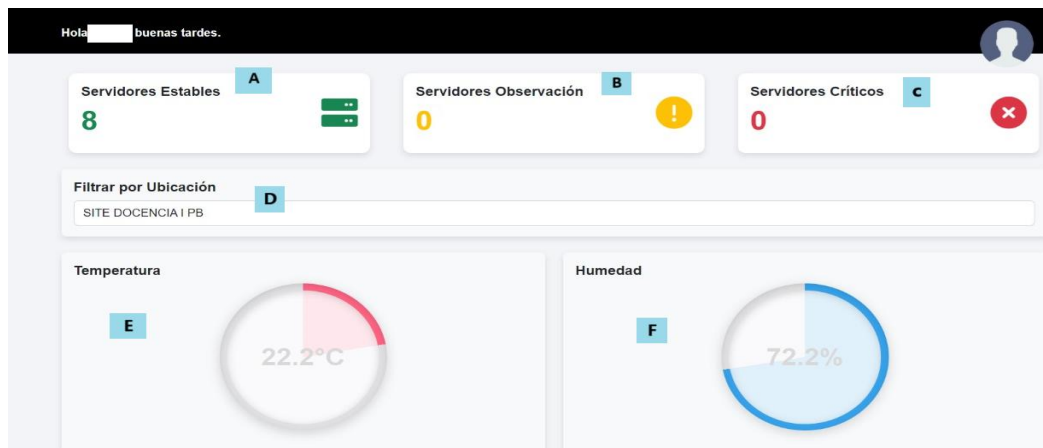 Hola buenas tardes.
Servidores Estables A
8
Servidores Observación B
0
Servidores Críticos C
0
Filtrar por Ubicación D
SITE DOCENCIA I PB
Temperatura
E
22.2°C
Humedad
F
72.2%